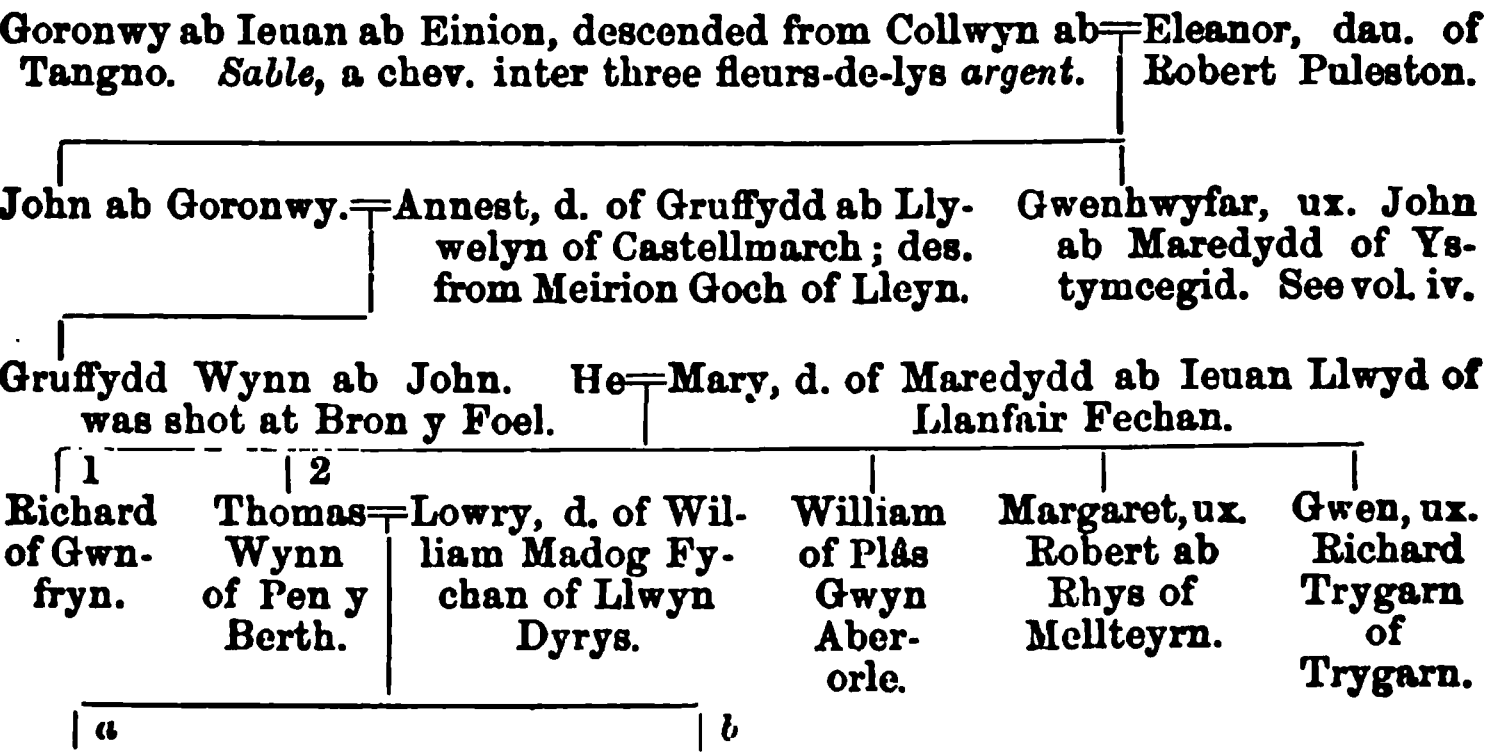 Goronwy ab Ieuan ab Einion, descended from Collwyn ab Tangno. Sable, a chev. inter three fleurs-de-lys argent.
Eleanor, dau. of
Robert Puleston.
John ab Goronwy.
Annest, d. of Gruffydd ab Lly-
welyn of Castellmarch; des.
from Meirion Goch of Lleyn.
Gwenhwyfar, ux. John
ab Maredydd of Ys-
tymcegid. See vol. iv.
Gruffydd Wynn ab John. He
was shot at Bron y Foel.
Mary, d. of Maredydd ab Ieuan Llwyd of
Llanfair Fechan.
1
Richard
of Gwn-
fryn.
2
Thomas
Wynn
of Pen y
Berth.
Lowry, d. of Wil-
liam Madog Fy-
chan of Llwyn
Dyrys.
William
of Plâs
Gwyn
Aber-
orle.
Margaret, ux.
Robert ab
Rhys of
Mellteyrn.
Gwen, ux.
Richard
Trygarn
of
Trygarn.
a
b